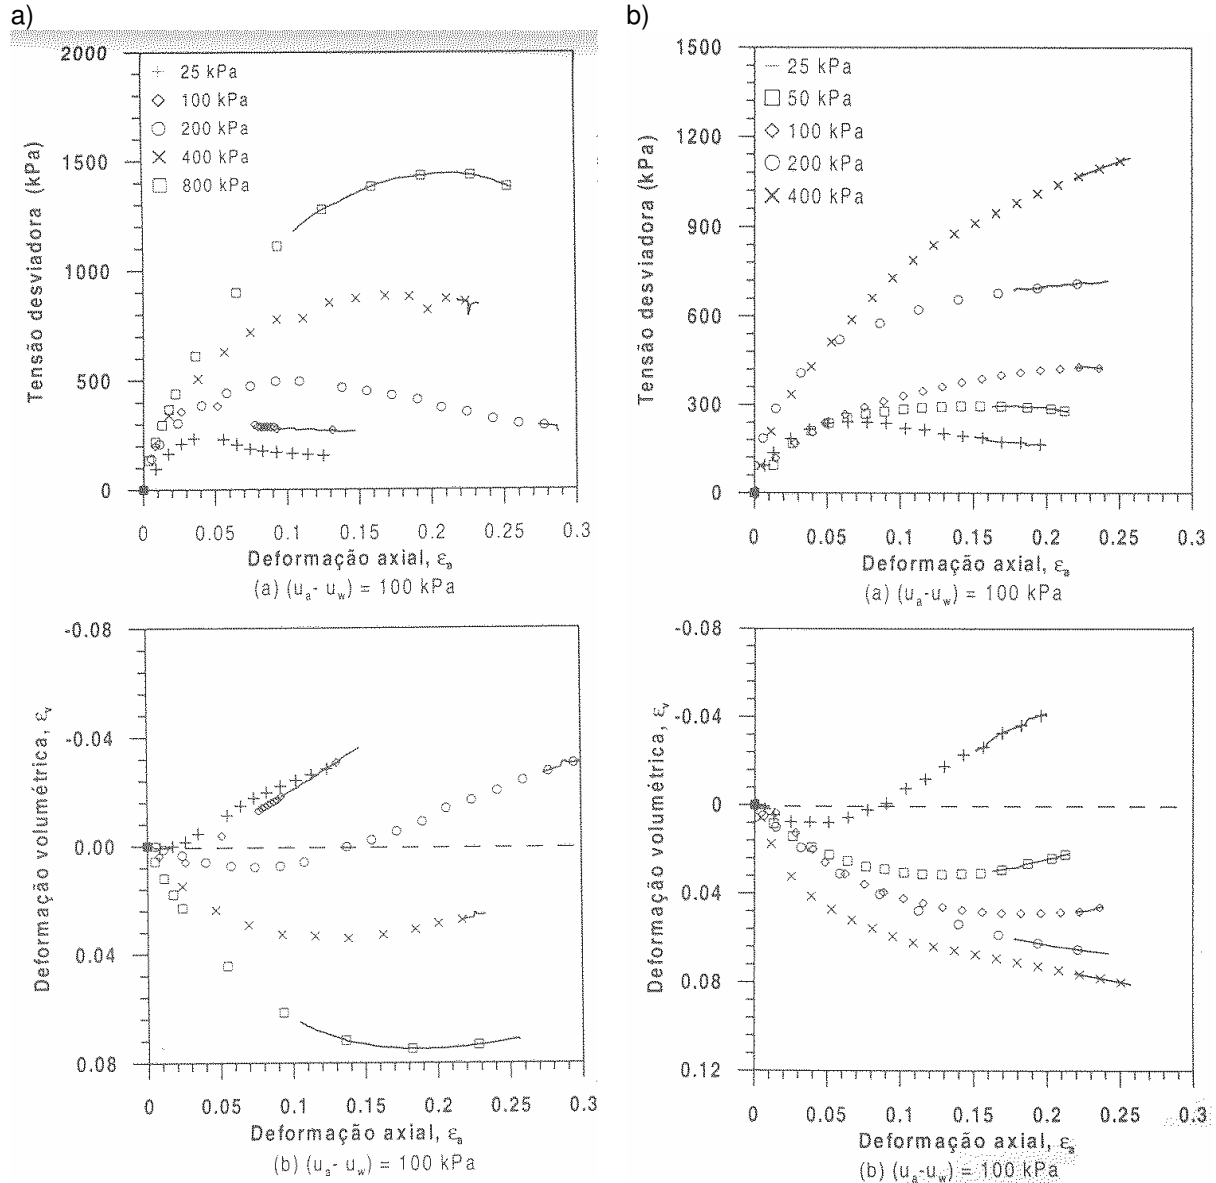 a)
2000
1500
1000
500
0
Tensão desviadora (kPa)
25 kPa
100 kPa
200 kPa
400 kPa
800 kPa
0 0.05 0.1 0.15 0.2 0.25 0.3
Deformação axial, εa
(a) (ua- uw) = 100 kPa
-0.08
-0.04
0.00
0.04
0.08
Deformação volumétrica, εv
0 0.05 0.1 0.15 0.2 0.25 0.3
Deformação axial, εa
(b) (ua- uw) = 100 kPa
b)
1500
1200
900
600
300
0
Tensão desviadora (kPa)
25 kPa
50 kPa
100 kPa
200 kPa
400 kPa
0 0.05 0.1 0.15 0.2 0.25 0.3
Deformação axial, εa
(a) (ua-uw) = 100 kPa
-0.08
-0.04
0
0.04
0.08
0.12
Deformação volumétrica, εv
0 0.05 0.1 0.15 0.2 0.25 0.3
Deformação axial, εa
(b) (ua-uw) = 100 kPa